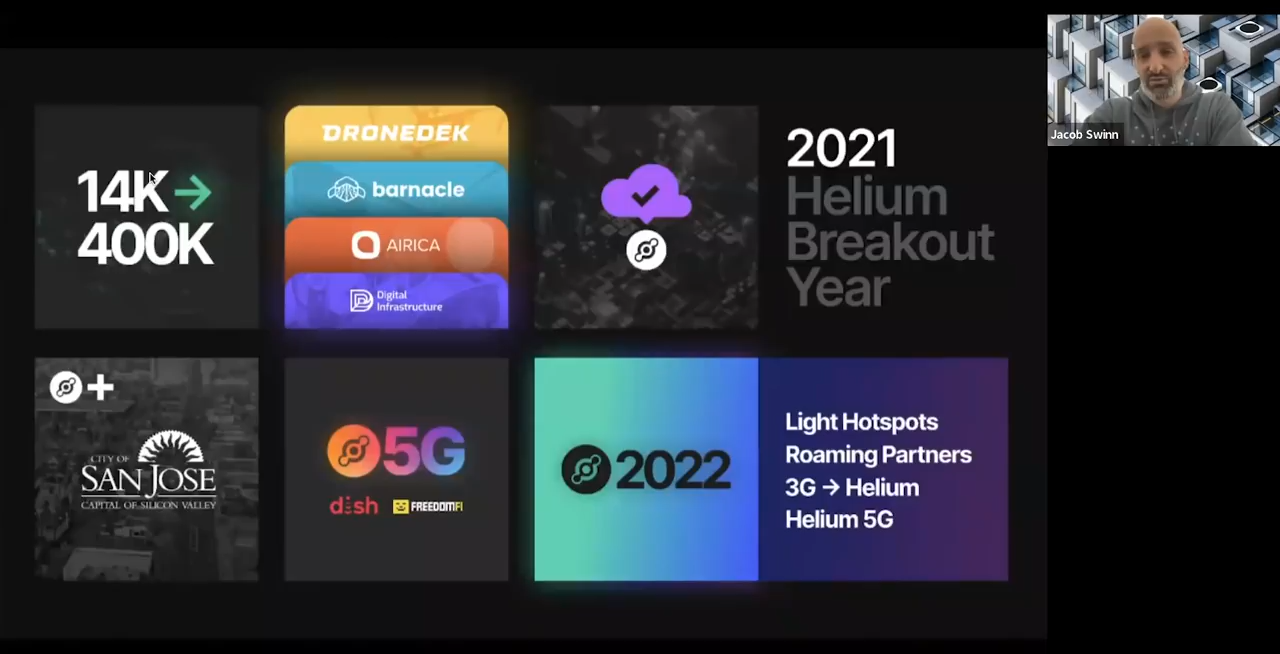 14K →
400K
DRONEDEK
barnacle
AIRICA
Digital
Infrastructure
2021
Helium
Breakout
Year
Jacob Swinn
+
CITY OF
SAN JOSE
CAPITAL OF SILICON VALLEY
5G
dish
FREEDOMFI
2022
Light Hotspots
Roaming Partners
3G → Helium
Helium 5G